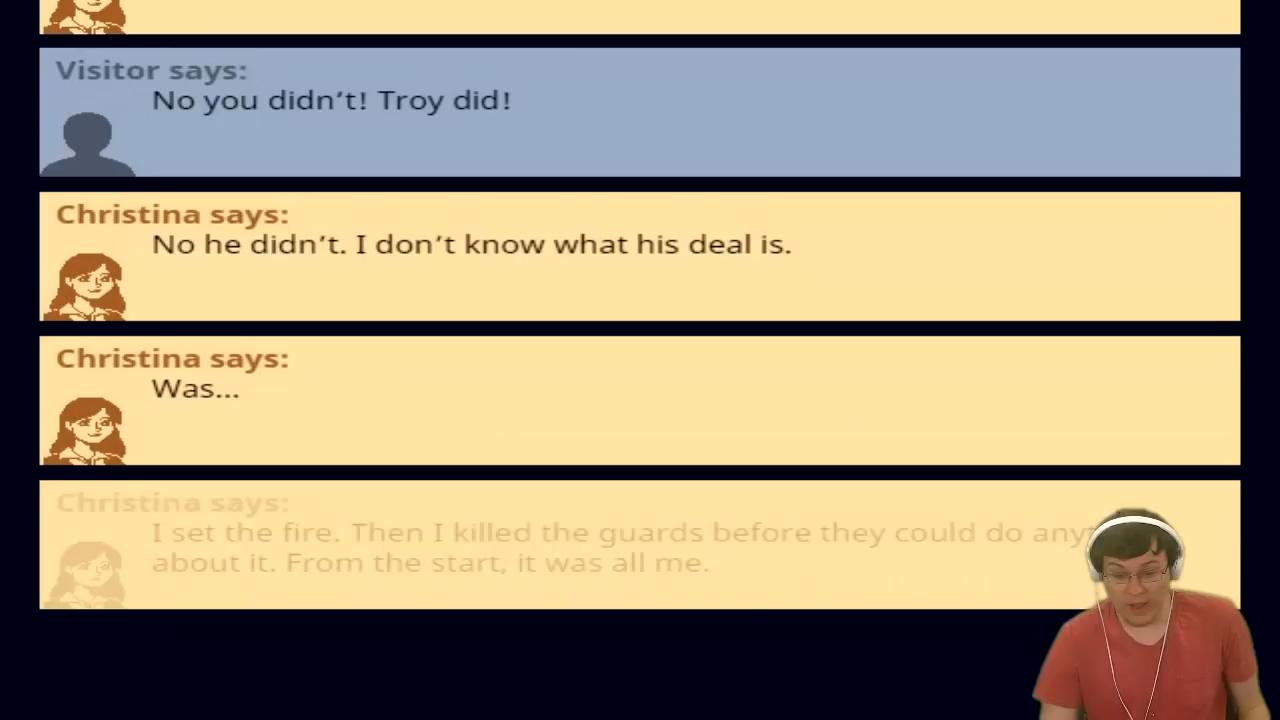 Visitor says:
No you didn't! Troy did!
Christina says:
No he didn't. I don't know what his deal is.
Christina says:
Was...
Christina says:
I set the fire. Then I killed the guards before they could do
about it. From the start, it was all me.